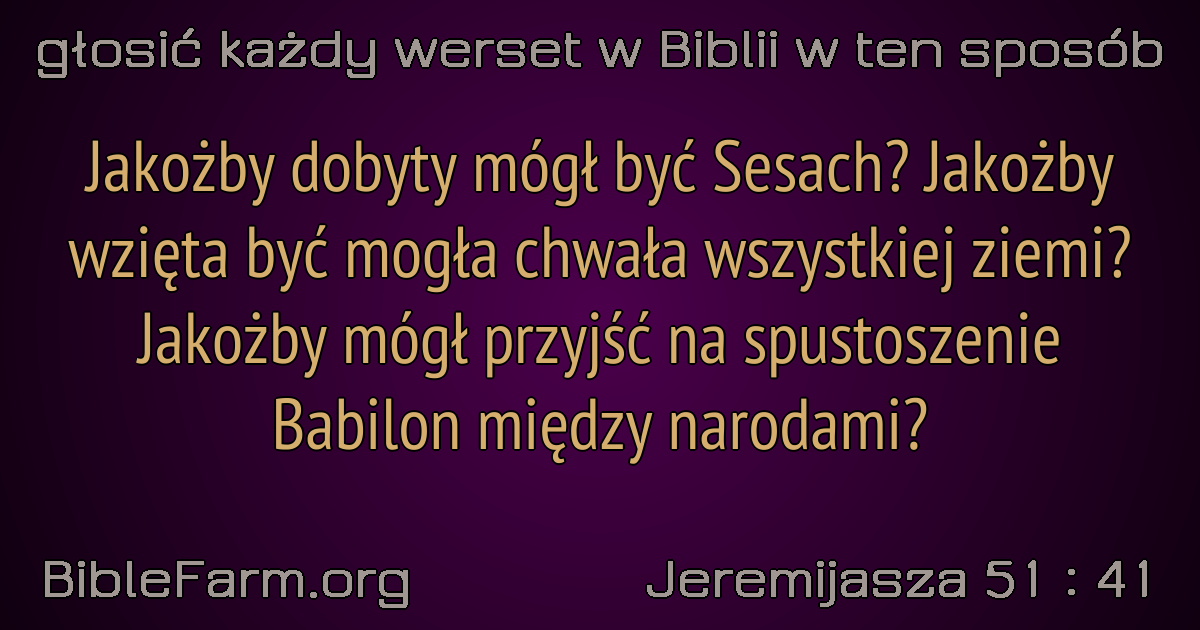 głosić każdy werset w Biblii w ten sposób
Jakożby dobyty mógł być Sesach? Jakożby
wzięta być mogła chwała wszystkiej ziemi?
Jakożby mógł przyjść na spustoszenie
Babilon między narodami?
BibleFarm.org
Jeremijasza 51 : 41